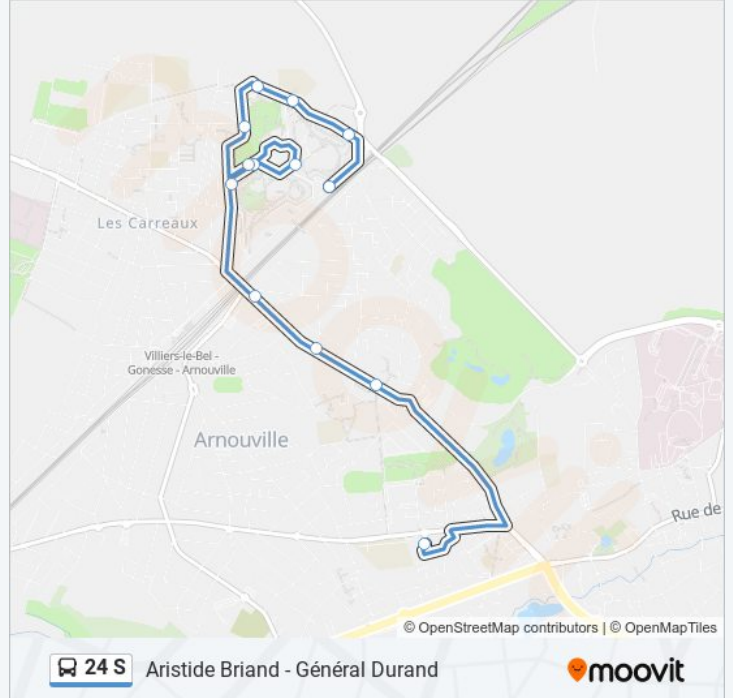 Les Carreaux
Villiers-le-Bel -
Gonesse - Arnouville
Arnouville
Rue de
© OpenStreetMap contributors | © OpenMapTiles
24 S
Aristide Briand - Général Durand
moovit